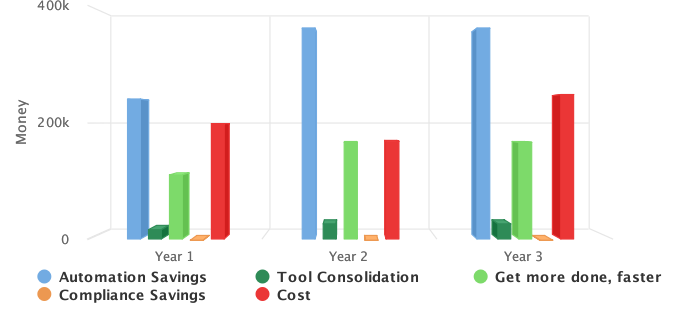 400k
Money
200k
0
Year 1 Year 2 Year 3
Automation Savings Tool Consolidation Get more done, faster
Compliance Savings Cost